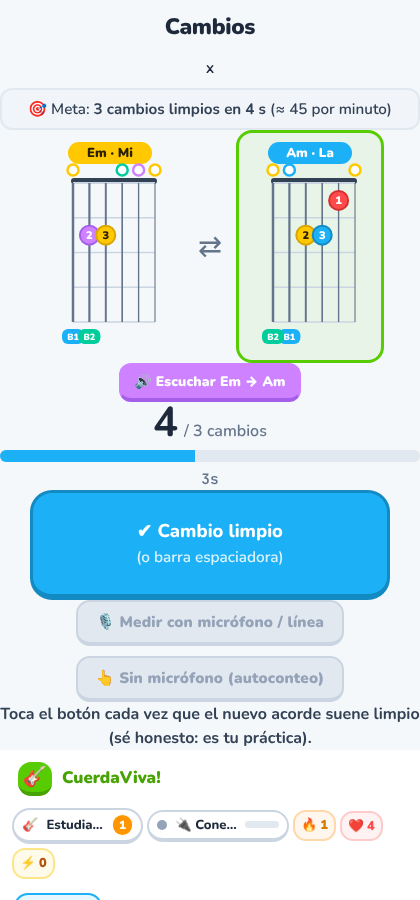 Cambios
x
🎯 Meta: 3 cambios limpios en 4 s (≈ 45 por minuto)
Em · Mi
Am · La
1
2 3
⇄
2 3
B1 B2
B2 B1
🔊 Escuchar Em → Am
4 / 3 cambios
3s
✔ Cambio limpio
(o barra espaciadora)
🎙️ Medir con micrófono / línea
👆 Sin micrófono (autoconteo)
Toca el botón cada vez que el nuevo acorde suene limpio
(sé honesto: es tu práctica).
🎸 CuerdaViva!
🎸 Estudia... 1
🔌 Cone...
🔥 1
❤️ 4
⚡ 0